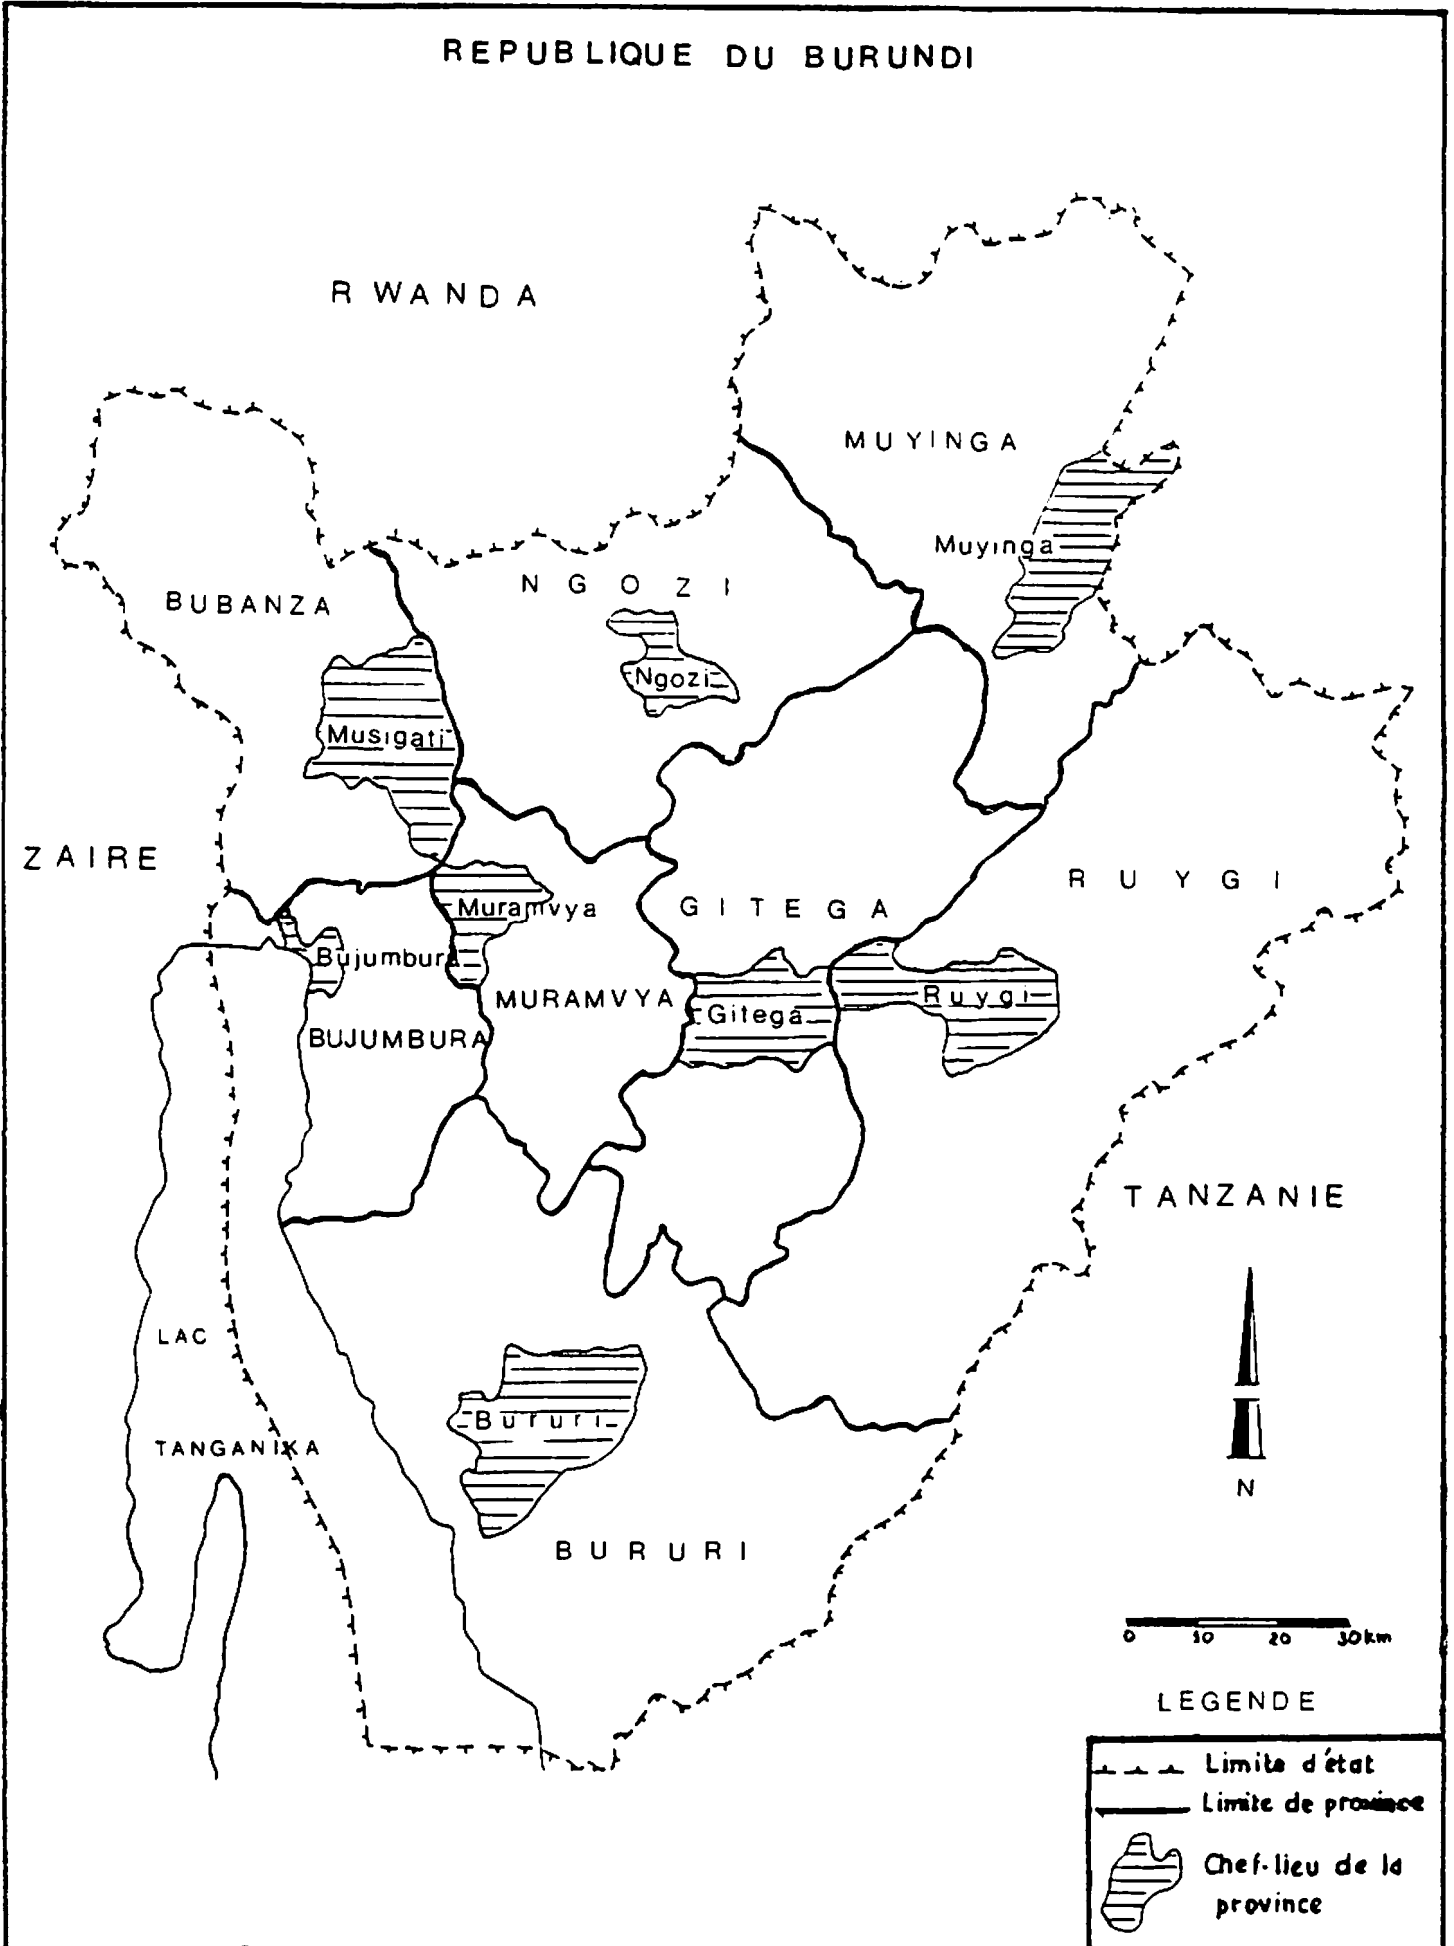 REPUBLIQUE DU BURUNDI
RWANDA
MUYINGA
Muyinga
NGOZI
BUBANZA
Ngozi
Musigati
ZAIRE
RUYGI
GITEGA
Muramvya
Bujumbura
Ruygi
MURAMVYA
Gitega
BUJUMBURA
TANZANIE
LAC
Bururi
TANGANIKA
N
BURURI
0 10 20 30km
LEGENDE
Limite d'état
Limite de province
Chef-lieu de la
province